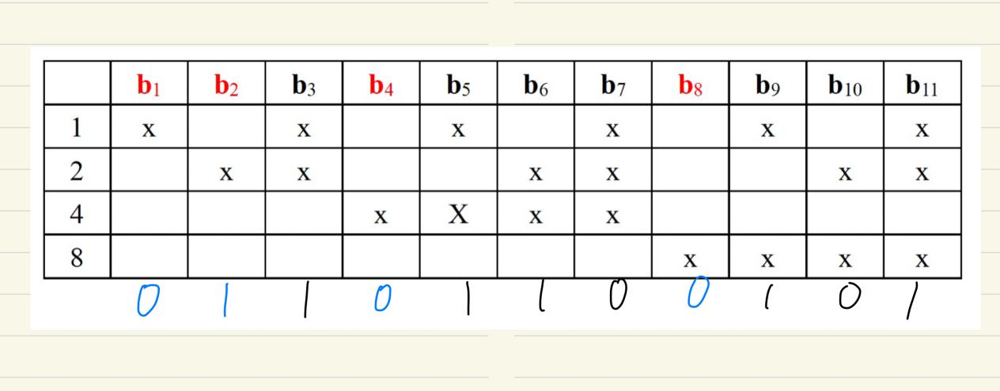 b₁ b₂ b₃ b₄ b₅ b₆ b₇ b₈ b₉ b₁₀ b₁₁
1 x x x x x x
2 x x x x x x
4 x X x x
8 x x x x
0 1 1 0 1 1 0 0 1 0 1